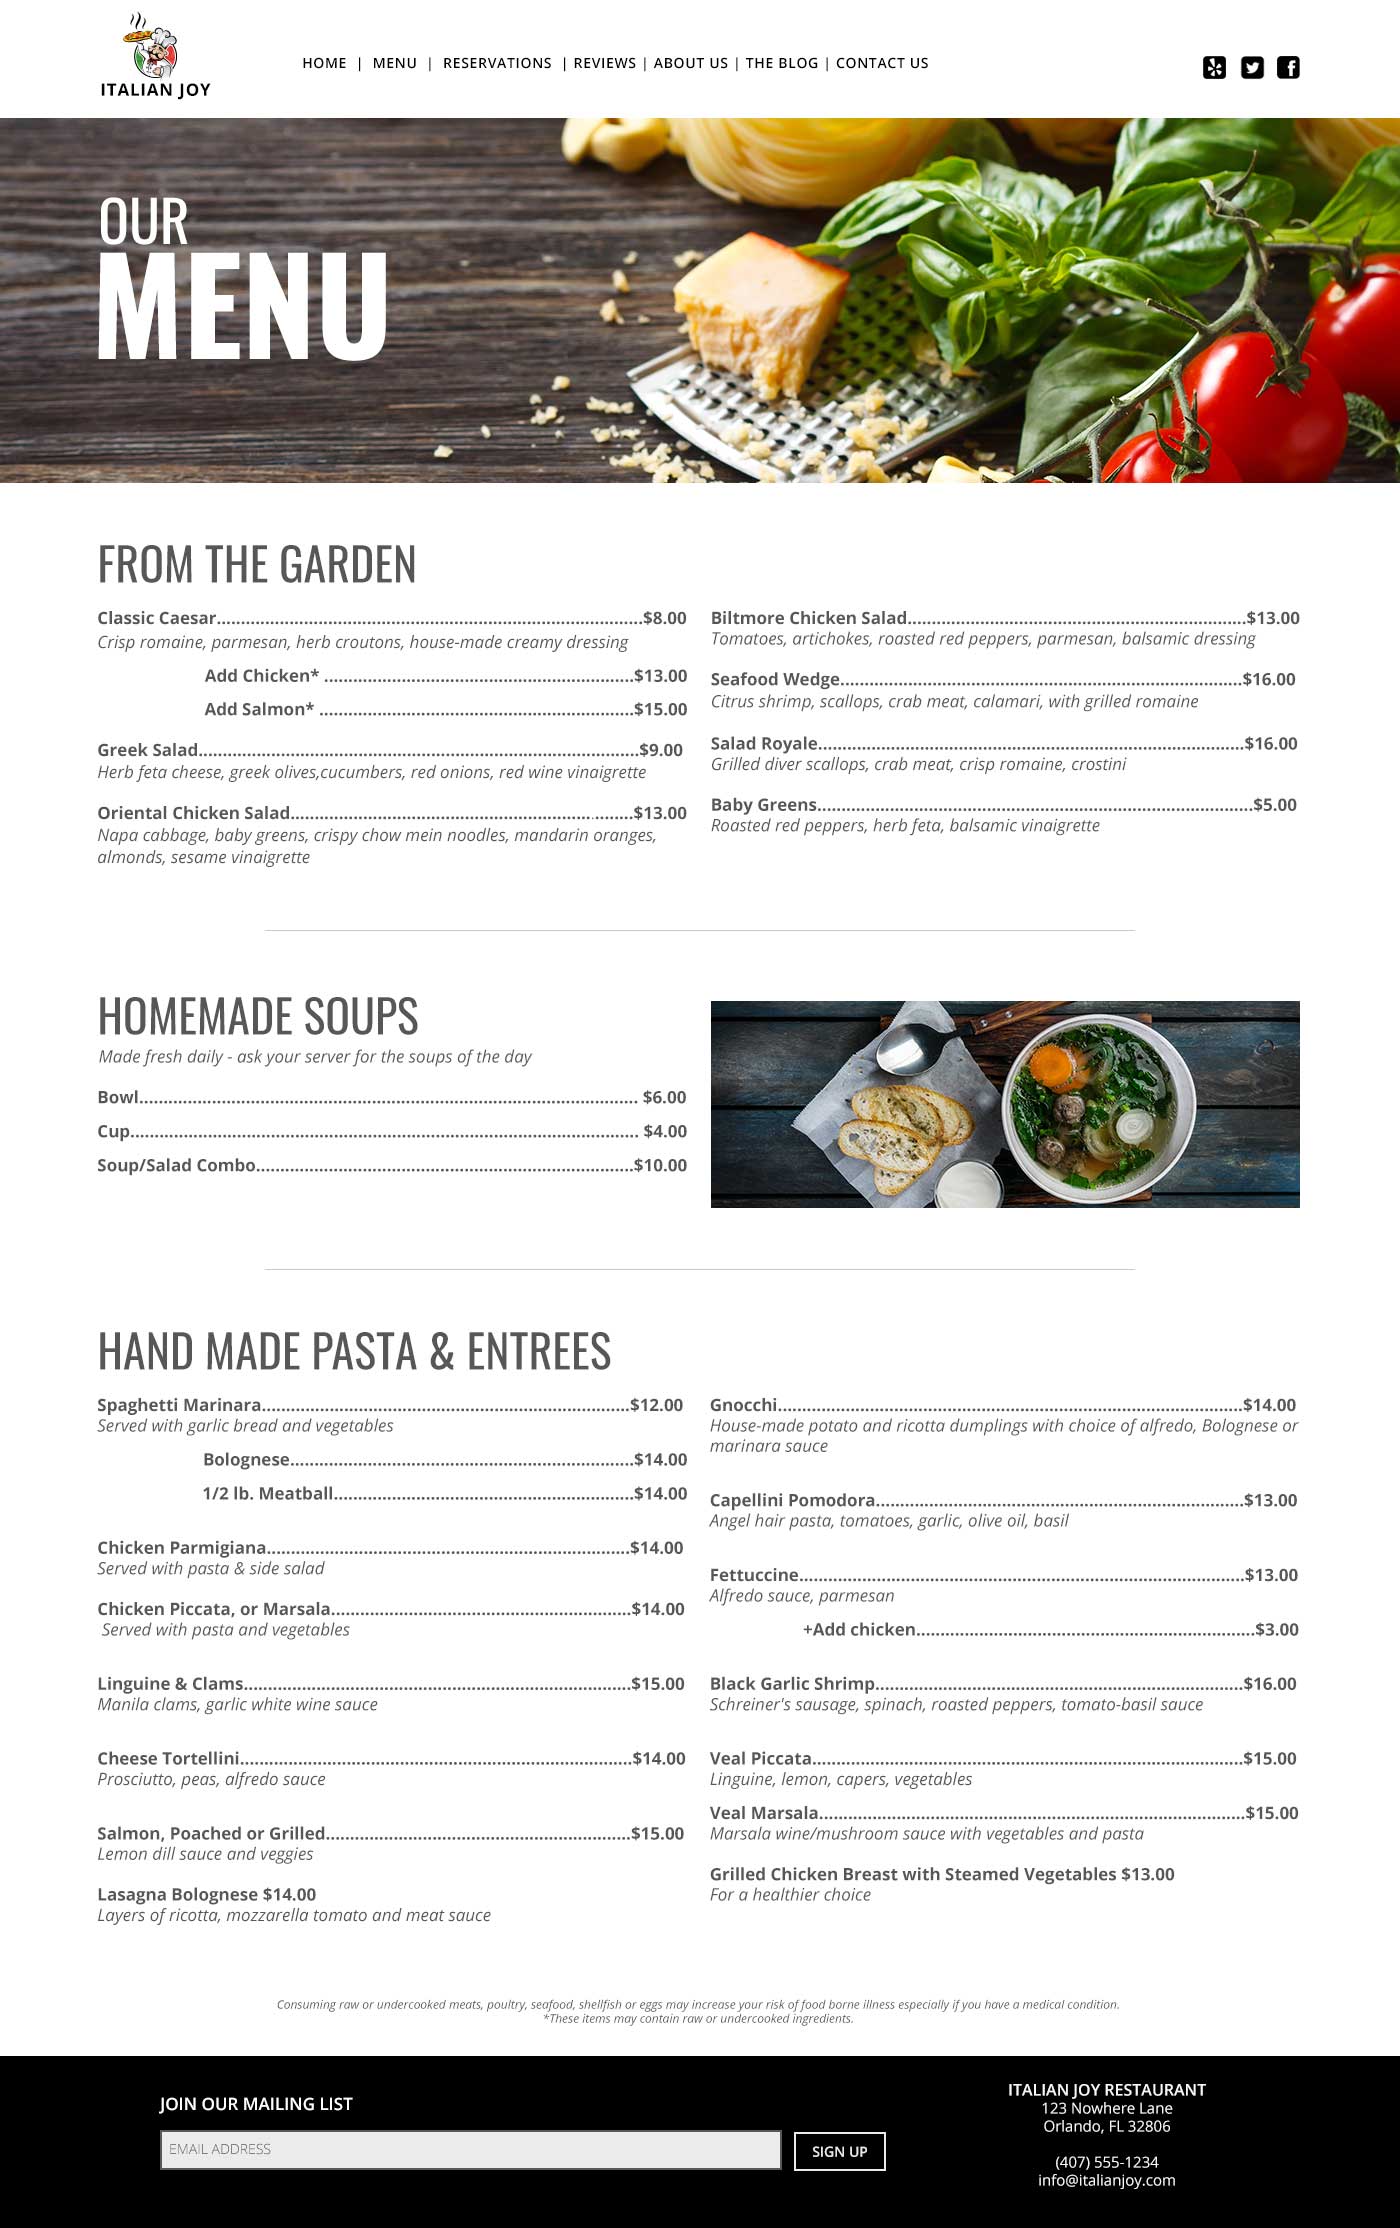 ITALIAN JOY
HOME | MENU | RESERVATIONS | REVIEWS | ABOUT US | THE BLOG | CONTACT US
OUR
MENU
FROM THE GARDEN
Classic Caesar........................................................................................$8.00
Crisp romaine, parmesan, herb croutons, house-made creamy dressing
Add Chicken* ................................................................$13.00
Add Salmon* .................................................................$15.00
Greek Salad...........................................................................................$9.00
Herb feta cheese, greek olives,cucumbers, red onions, red wine vinaigrette
Oriental Chicken Salad.......................................................................$13.00
Napa cabbage, baby greens, crispy chow mein noodles, mandarin oranges,
almonds, sesame vinaigrette
Biltmore Chicken Salad......................................................................$13.00
Tomatoes, artichokes, roasted red peppers, parmesan, balsamic dressing
Seafood Wedge...................................................................................$16.00
Citrus shrimp, scallops, crab meat, calamari, with grilled romaine
Salad Royale........................................................................................$16.00
Grilled diver scallops, crab meat, crisp romaine, crostini
Baby Greens..........................................................................................$5.00
Roasted red peppers, herb feta, balsamic vinaigrette
HOMEMADE SOUPS
Made fresh daily - ask your server for the soups of the day
Bowl....................................................................................................... $6.00
Cup......................................................................................................... $4.00
Soup/Salad Combo..............................................................................$10.00
HAND MADE PASTA & ENTREES
Spaghetti Marinara............................................................................$12.00
Served with garlic bread and vegetables
Bolognese.......................................................................$14.00
1/2 lb. Meatball..............................................................$14.00
Chicken Parmigiana...........................................................................$14.00
Served with pasta & side salad
Chicken Piccata, or Marsala..............................................................$14.00
Served with pasta and vegetables
Linguine & Clams................................................................................$15.00
Manila clams, garlic white wine sauce
Cheese Tortellini.................................................................................$14.00
Prosciutto, peas, alfredo sauce
Salmon, Poached or Grilled...............................................................$15.00
Lemon dill sauce and veggies
Lasagna Bolognese $14.00
Layers of ricotta, mozzarella tomato and meat sauce
Gnocchi................................................................................................$14.00
House-made potato and ricotta dumplings with choice of alfredo, Bolognese or
marinara sauce
Capellini Pomodora............................................................................$13.00
Angel hair pasta, tomatoes, garlic, olive oil, basil
Fettuccine............................................................................................$13.00
Alfredo sauce, parmesan
+Add chicken......................................................................$3.00
Black Garlic Shrimp............................................................................$16.00
Schreiner's sausage, spinach, roasted peppers, tomato-basil sauce
Veal Piccata.........................................................................................$15.00
Linguine, lemon, capers, vegetables
Veal Marsala........................................................................................$15.00
Marsala wine/mushroom sauce with vegetables and pasta
Grilled Chicken Breast with Steamed Vegetables $13.00
For a healthier choice
Consuming raw or undercooked meats, poultry, seafood, shellfish or eggs may increase your risk of food borne illness especially if you have a medical condition.
*These items may contain raw or undercooked ingredients.
JOIN OUR MAILING LIST
EMAIL ADDRESS
SIGN UP
ITALIAN JOY RESTAURANT
123 Nowhere Lane
Orlando, FL 32806
(407) 555-1234
info@italianjoy.com